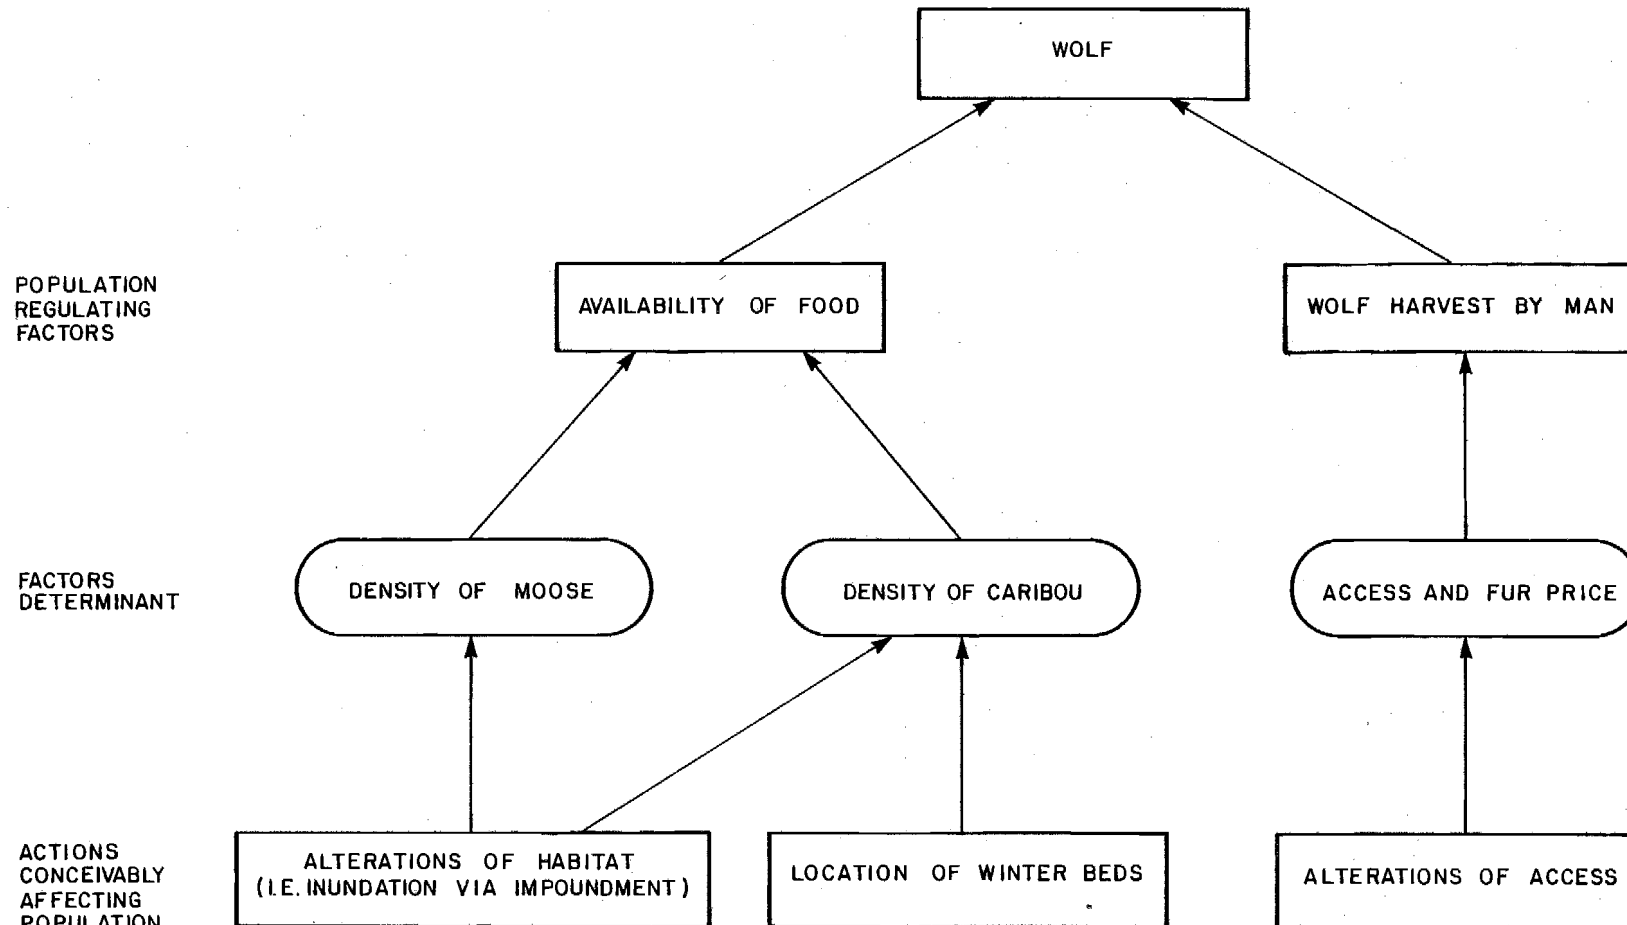 WOLF
POPULATION
REGULATING
FACTORS
AVAILABILITY OF FOOD
WOLF HARVEST BY MAN
FACTORS
DETERMINANT
DENSITY OF MOOSE
DENSITY OF CARIBOU
ACCESS AND FUR PRICE
ACTIONS
CONCEIVABLY
AFFECTING
POPULATION
ALTERATIONS OF HABITAT
(I.E. INUNDATION VIA IMPOUNDMENT)
LOCATION OF WINTER BEDS
ALTERATIONS OF ACCESS